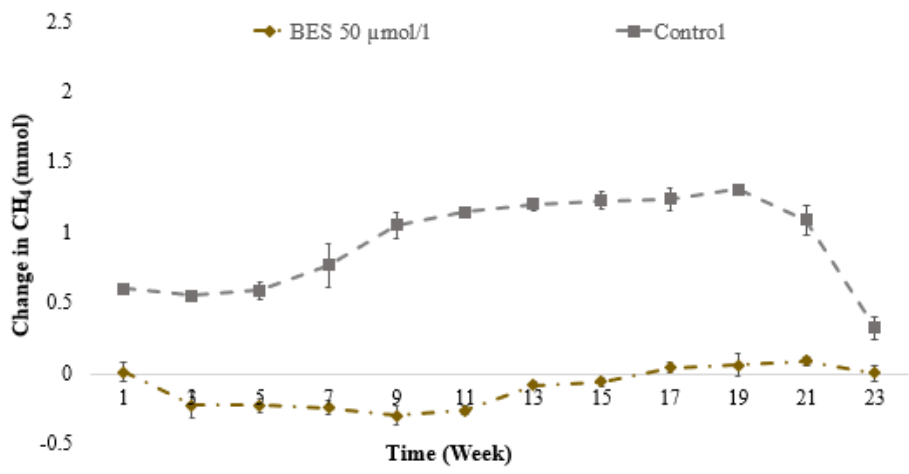 2.5
BES 50 µmol/l
Control
2
1.5
1
0.5
0
-0.5
Change in CH₄ (mmol)
1 3 5 7 9 11 13 15 17 19 21 23
Time (Week)